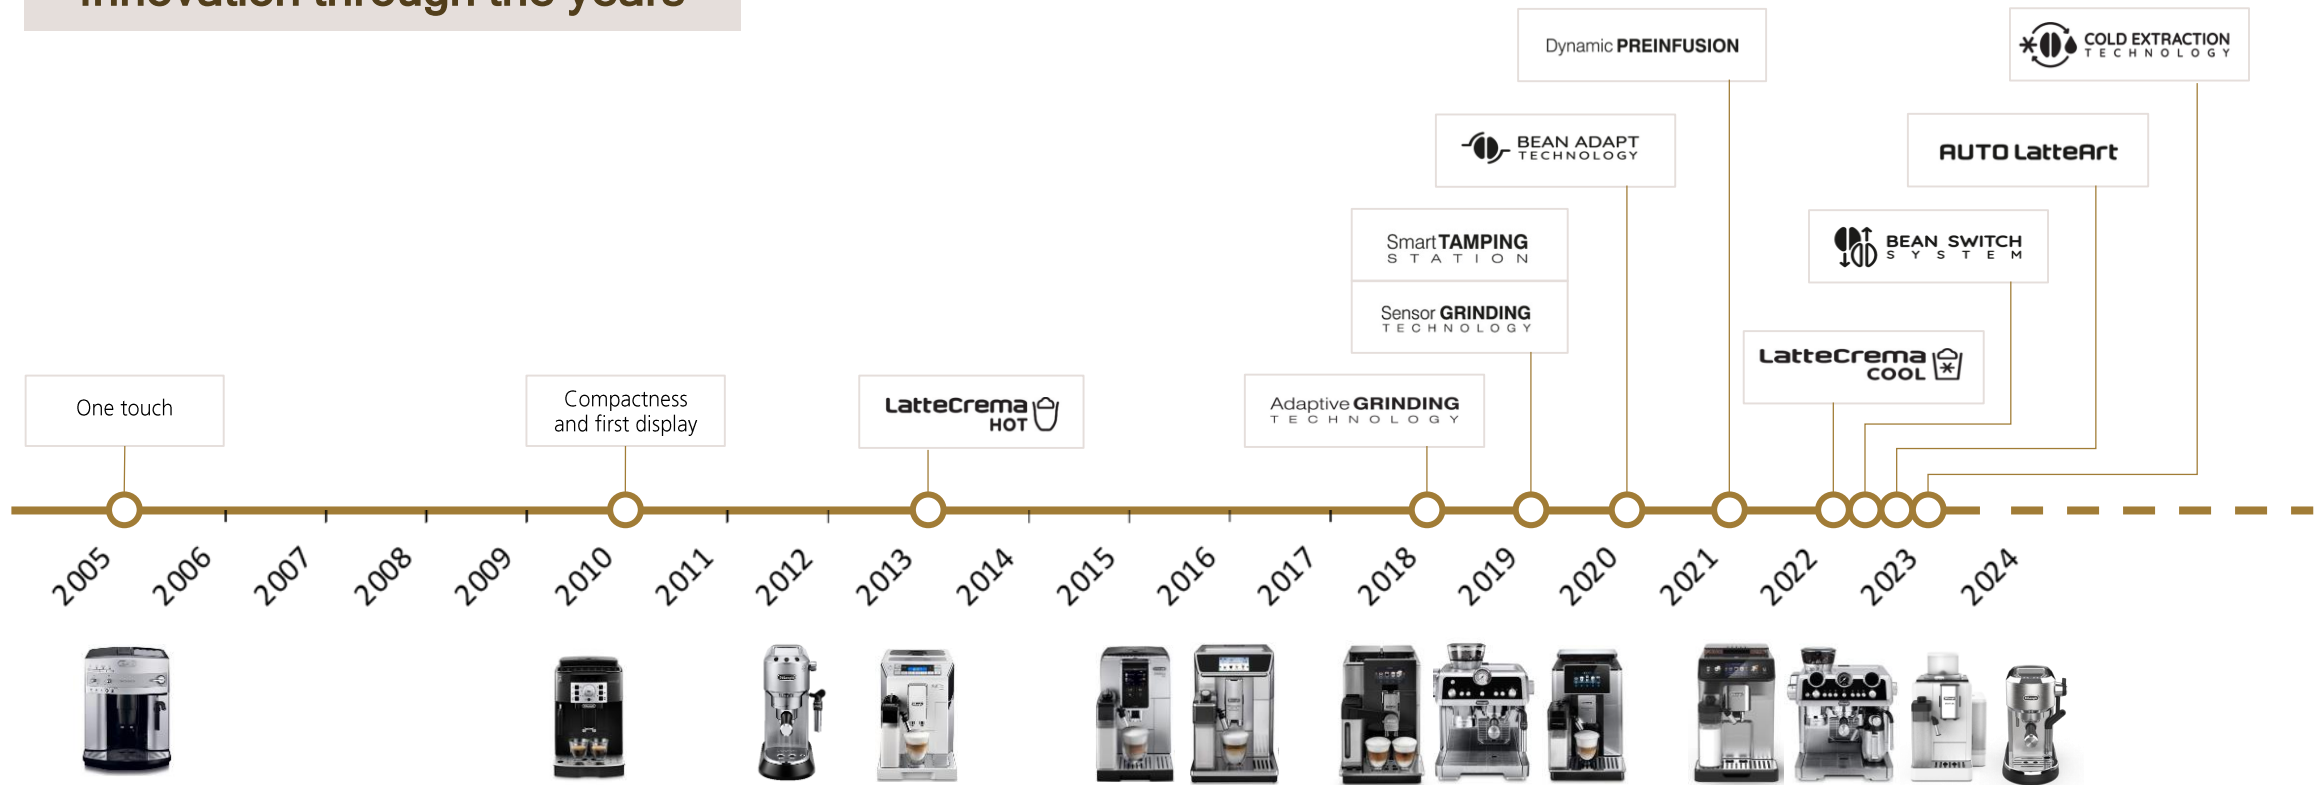 Innovation through the years
Dynamic PREINFUSION
COLD EXTRACTION
TECHNOLOGY
BEAN ADAPT
TECHNOLOGY
AUTO LatteArt
Smart TAMPING
STATION
BEAN SWITCH
SYSTEM
Sensor GRINDING
TECHNOLOGY
LatteCrema
COOL
One touch
Compactness
and first display
LatteCrema
HOT
Adaptive GRINDING
TECHNOLOGY
2005
2006
2007
2008
2009
2010
2011
2012
2013
2014
2015
2016
2017
2018
2019
2020
2021
2022
2023
2024